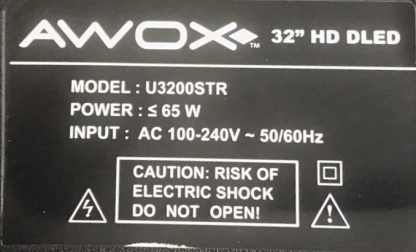 AWOX™ 32” HD DLED
MODEL : U3200STR
POWER : ≤ 65 W
INPUT : AC 100-240V ~ 50/60Hz
CAUTION: RISK OF
ELECTRIC SHOCK
DO NOT OPEN!